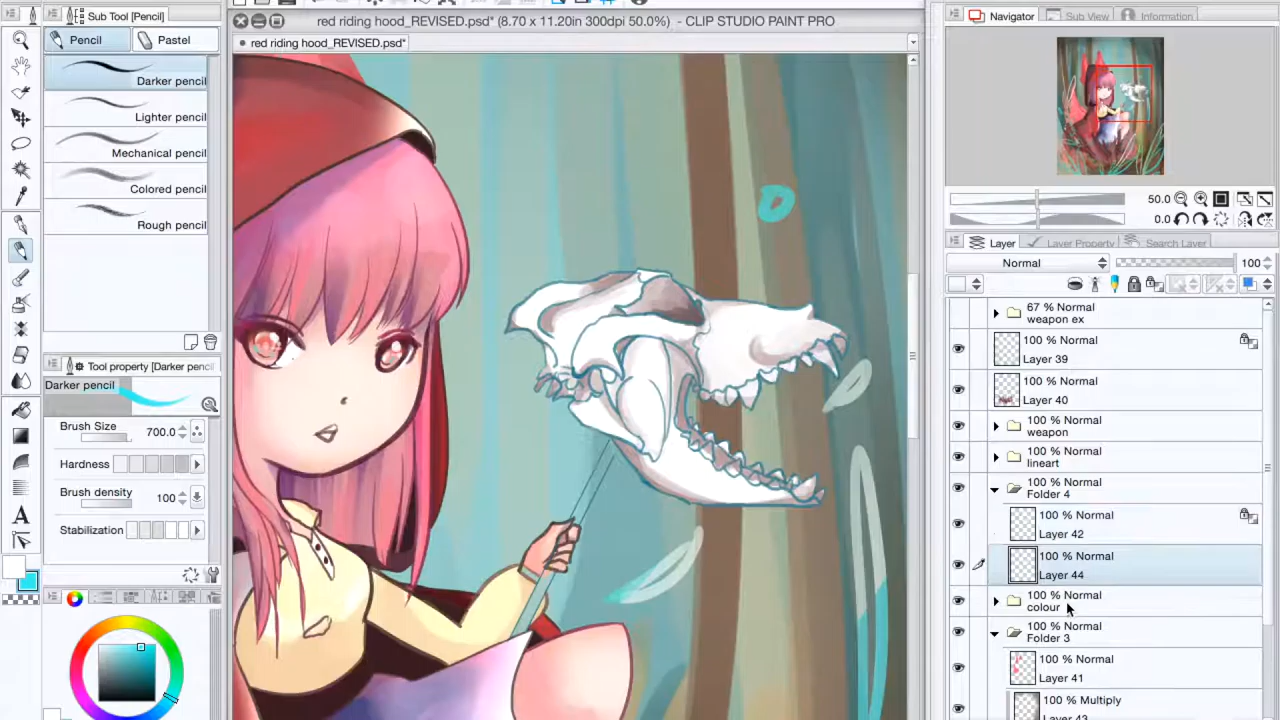 red riding hood_REVISED.psd* (8.70 x 11.20in 300dpi 50.0%) - CLIP STUDIO PAINT PRO
red riding hood_REVISED.psd*
Sub Tool [Pencil]
Pencil
Pastel
Darker pencil
Lighter pencil
Mechanical pencil
Colored pencil
Rough pencil
Tool property [Darker pencil
Darker pencil
Brush Size
700.0
Hardness
Brush density
100
Stabilization
Navigator
Sub View
Information
50.0
0.0
Layer
Layer Property
Search Layer
Normal
100
67 % Normal
weapon ex
100 % Normal
Layer 39
100 % Normal
Layer 40
100 % Normal
weapon
100 % Normal
lineart
100 % Normal
Folder 4
100 % Normal
Layer 42
100 % Normal
Layer 44
100 % Normal
colour
100 % Normal
Folder 3
100 % Normal
Layer 41
100 % Multiply
Layer 43